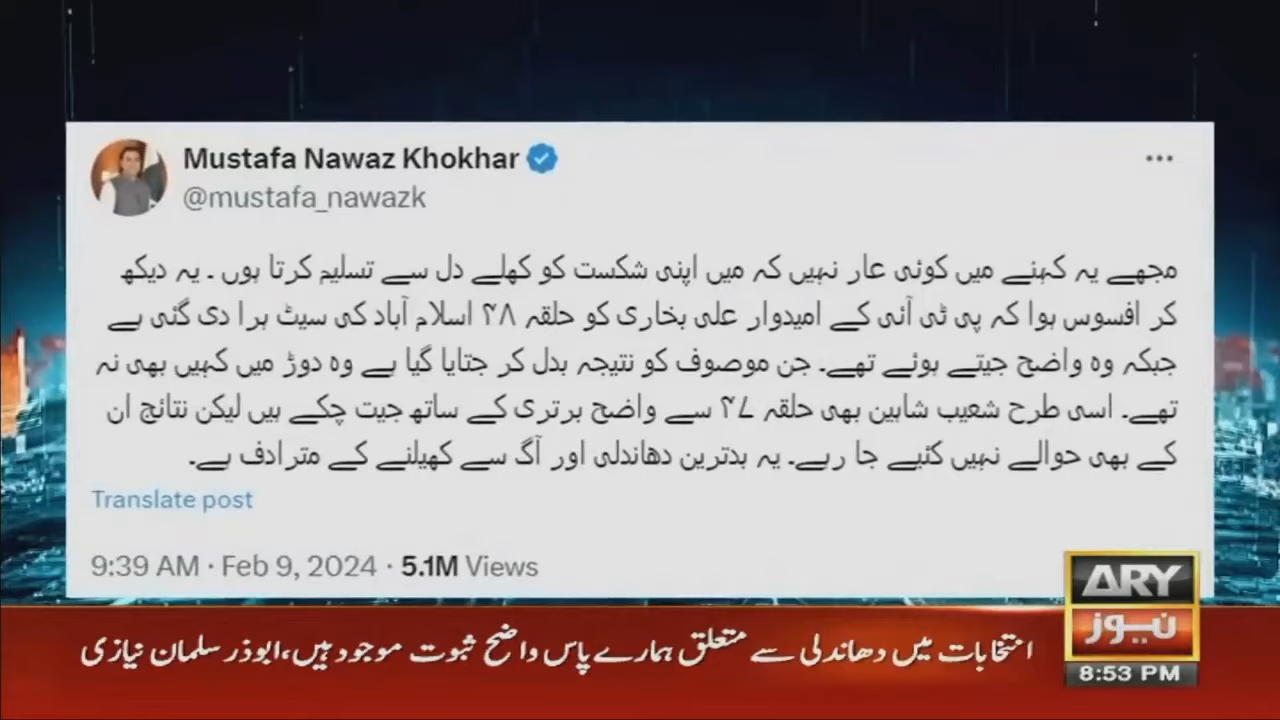 Mustafa Nawaz Khokhar
@mustafa_nawazk
مجھے یہ کہنے میں کوئی عار نہیں کہ میں اپنی شکست کو کھلے دل سے تسلیم کرتا ہوں ۔ یہ دیکھ
کر افسوس ہوا کہ پی ٹی آئی کے امیدوار علی بخاری کو حلقہ ۴۸ اسلام آباد کی سیٹ ہرا دی گئی ہے
جبکہ وہ واضح جیتے ہوئے تھے۔ جن موصوف کو نتیجہ بدل کر جتایا گیا ہے وہ دوڑ میں کہیں بھی نہ
تھے۔ اسی طرح شعیب شاہین بھی حلقہ ۴۷ سے واضح برتری کے ساتھ جیت چکے ہیں لیکن نتائج ان
کے بھی حوالے نہیں کئیے جا رہے۔ یہ بدترین دھاندلی اور آگ سے کھیلنے کے مترادف ہے۔
Translate post
9:39 AM · Feb 9, 2024 · 5.1M Views
ARY
نیوز
انتخابات میں دھاندلی سے متعلق ہمارے پاس واضح ثبوت موجود ہیں،ابوذر سلمان نیازی
8:53 PM